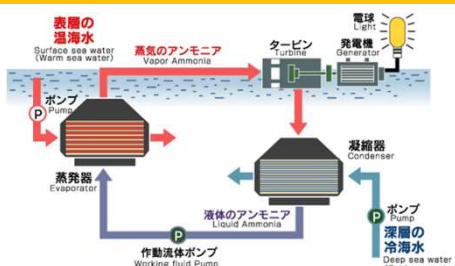 表層の
温海水
Surface sea water
(Warm sea water)
蒸気のアンモニア
Vapor Ammonia
タービン
Turbine
発電機
Generator
電球
Light
ポンプ
Pump
P
蒸発器
Evaporator
凝縮器
Condenser
液体のアンモニア
Liquid Ammonia
P
作動流体ポンプ
Working fluid Pump
P
ポンプ
Pump
深層の
冷海水
Deep sea water